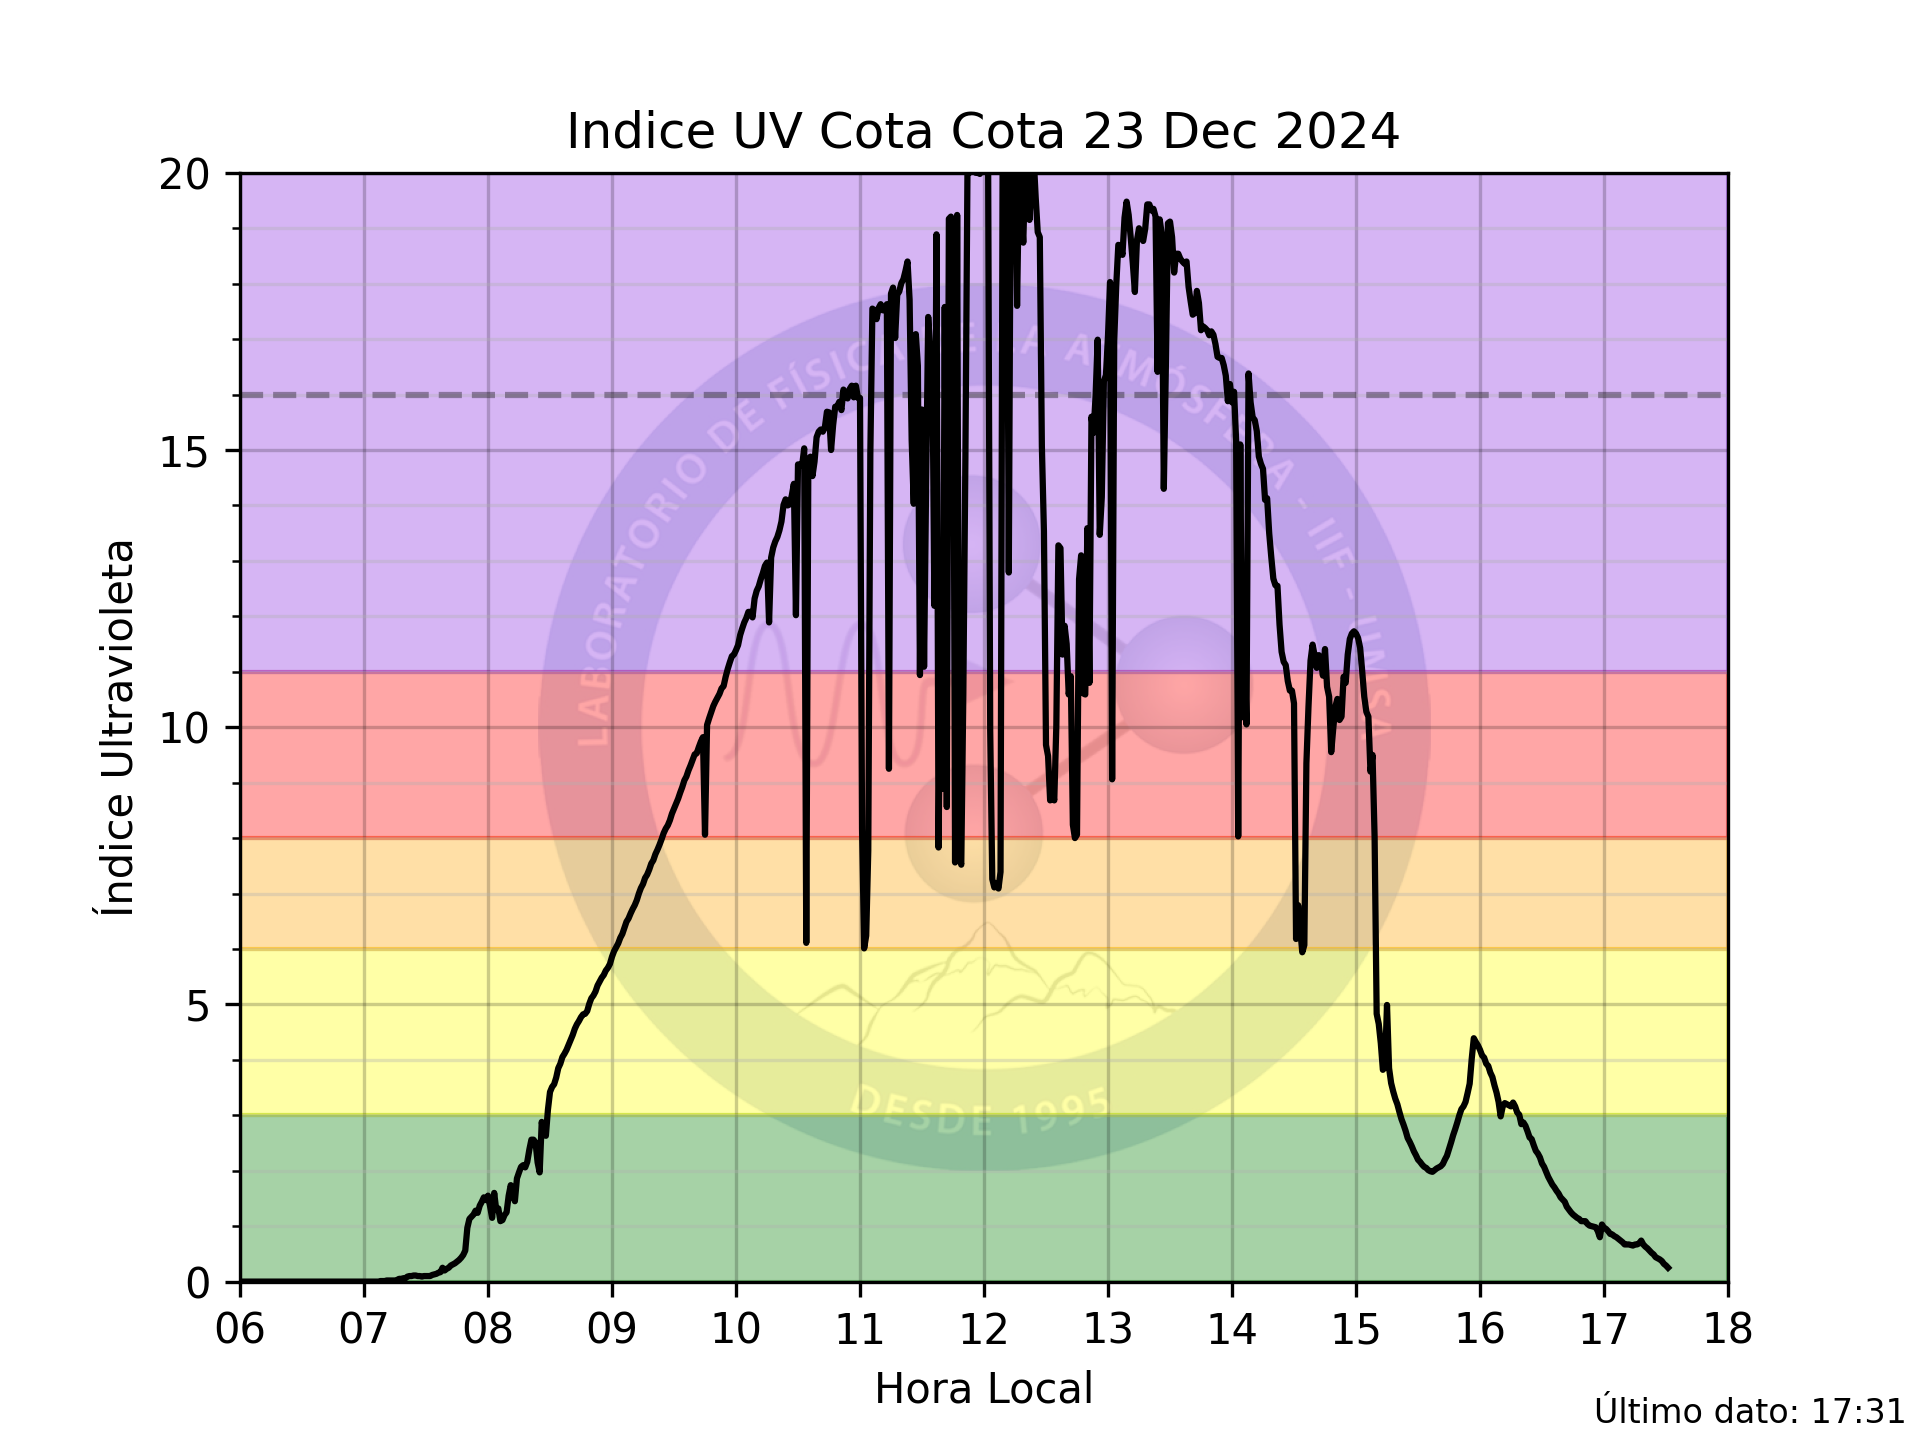 Indice UV Cota Cota 23 Dec 2024
20
15
10
5
0
Índice Ultravioleta
LABORATORIO DE FÍSICA DE LA ATMÓSFERA - IIF - UMSA
DESDE 1995
06 07 08 09 10 11 12 13 14 15 16 17 18
Hora Local
Último dato: 17:31